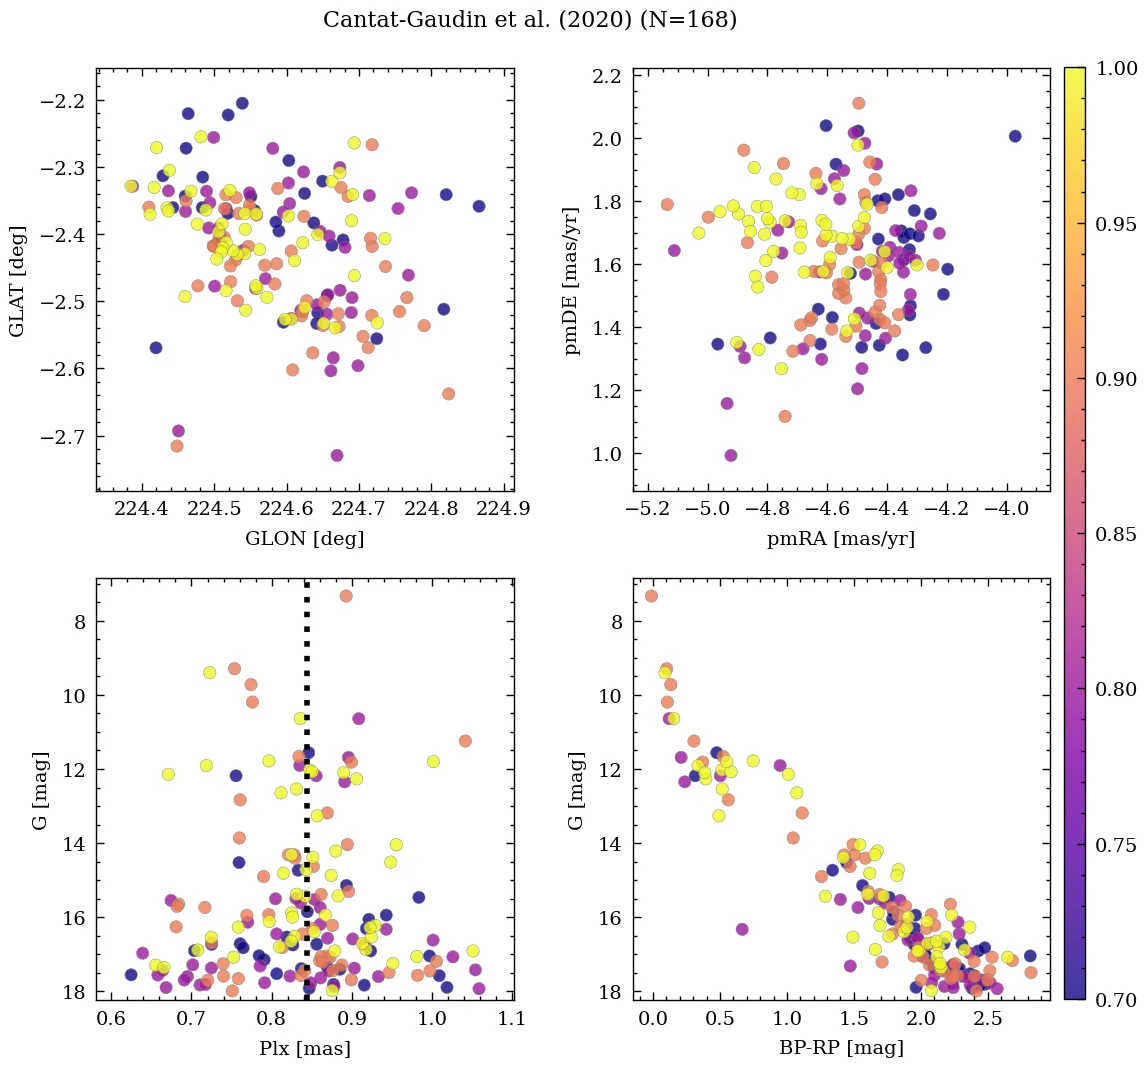 Cantat-Gaudin et al. (2020) (N=168)
GLAT [deg]
−2.2
−2.3
−2.4
−2.5
−2.6
−2.7
224.4 224.5 224.6 224.7 224.8 224.9
GLON [deg]
pmDE [mas/yr]
2.2
2.0
1.8
1.6
1.4
1.2
1.0
−5.2 −5.0 −4.8 −4.6 −4.4 −4.2 −4.0
pmRA [mas/yr]
G [mag]
8
10
12
14
16
18
0.6 0.7 0.8 0.9 1.0 1.1
Plx [mas]
G [mag]
8
10
12
14
16
18
0.0 0.5 1.0 1.5 2.0 2.5
BP-RP [mag]
1.00
0.95
0.90
0.85
0.80
0.75
0.70